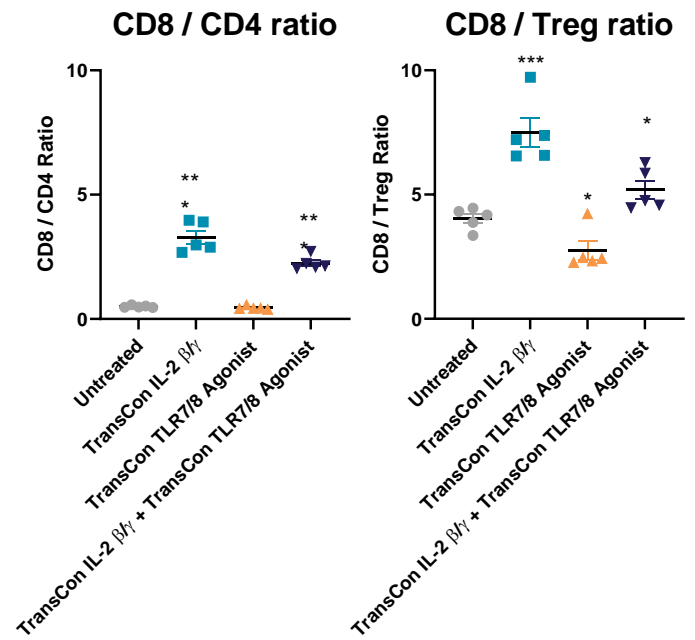 CD8 / CD4 ratio
CD8 / CD4 Ratio
10
5
0
**
*
**
*
Untreated
TransCon IL-2 β/γ
TransCon TLR7/8 Agonist
TransCon IL-2 β/γ + TransCon TLR7/8 Agonist
CD8 / Treg ratio
CD8 / Treg Ratio
10
5
0
***
*
*
Untreated
TransCon IL-2 β/γ
TransCon TLR7/8 Agonist
TransCon IL-2 β/γ + TransCon TLR7/8 Agonist